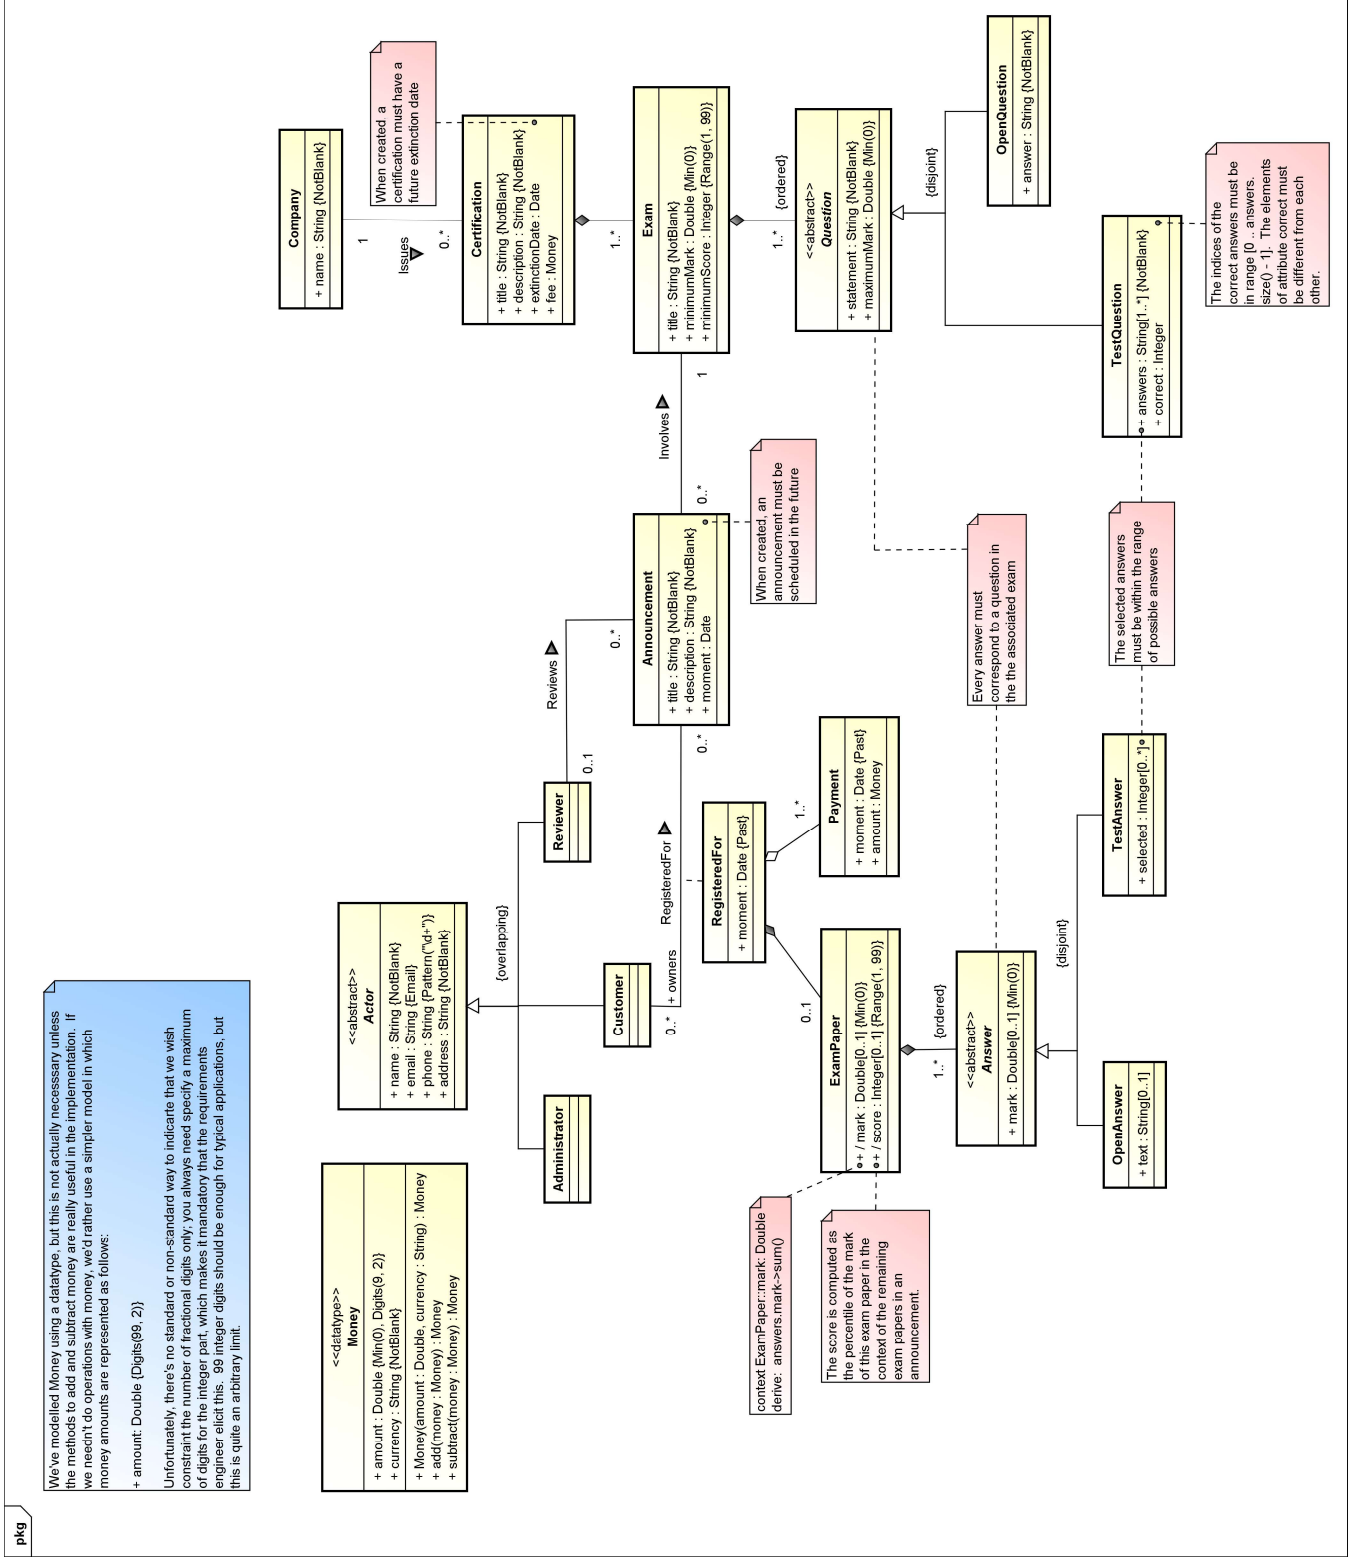 pkg
We've modelled Money using a datatype, but this is not actually necesssary unless
the methods to add and subtract money are really useful in the implementation. If
we needn't do operations with money, we'd rather use a simpler model in which
money amounts are represented as follows:
+ amount: Double {Digits(99, 2)}
Unfortunately, there's no standard or non-standard way to indicarte that we wish
constraint the number of fractional digits only; you always need specify a maximum
of digits for the integer part, which makes it mandatory that the requirements
engineer elicit this. 99 integer digits should be enough for typical applications, but
this is quite an arbitrary limit.
<<datatype>>
Money
+ amount : Double {Min(0), Digits(9, 2)}
+ currency : String {NotBlank}
+ Money(amount : Double, currency : String) : Money
+ add(money : Money) : Money
+ subtract(money : Money) : Money
<<abstract>>
Actor
+ name : String {NotBlank}
+ email : String {Email}
+ phone : String {Pattern("\d+")}
+ address : String {NotBlank}
{overlapping}
Administrator
Customer
Reviewer
0..*
+ owners
RegisteredFor
0..*
0..1
Reviews
0..*
Company
+ name : String {NotBlank}
1
Issues
0..*
When created a
certification must have a
future extinction date
Certification
+ title : String {NotBlank}
+ description : String {NotBlank}
+ extinctionDate : Date
+ fee : Money
1..*
Exam
+ title : String {NotBlank}
+ minimumMark : Double {Min(0)}
+ minimumScore : Integer {Range(1, 99)}
1
Involves
0..*
Announcement
+ title : String {NotBlank}
+ description : String {NotBlank}
+ moment : Date
When created, an
announcement must be
scheduled in the future
{ordered}
1..*
<<abstract>>
Question
+ statement : String {NotBlank}
+ maximumMark : Double {Min(0)}
{disjoint}
OpenQuestion
+ answer : String {NotBlank}
TestQuestion
+ answers : String[1..*] {NotBlank}
+ correct : Integer
The indices of the
correct answers must be
in range [0 .. answers.
size() - 1]. The elements
of attribute correct must
be different from each
other.
RegisteredFor
+ moment : Date {Past}
1..*
Payment
+ moment : Date {Past}
+ amount : Money
0..1
ExamPaper
+ / mark : Double[0..1] {Min(0)}
+ / score : Integer[0..1] {Range(1, 99)}
context ExamPaper::mark: Double
derive: answers.mark->sum()
The score is computed as
the percentile of the mark
of this exam paper in the
context of the remaining
exam papers in an
announcement.
1..*
{ordered}
<<abstract>>
Answer
+ mark : Double[0..1] {Min(0)}
{disjoint}
OpenAnswer
+ text : String[0..1]
TestAnswer
+ selected : Integer[0..*]
Every answer must
correspond to a question in
the the associated exam
The selected answers
must be within the range
of possible answers